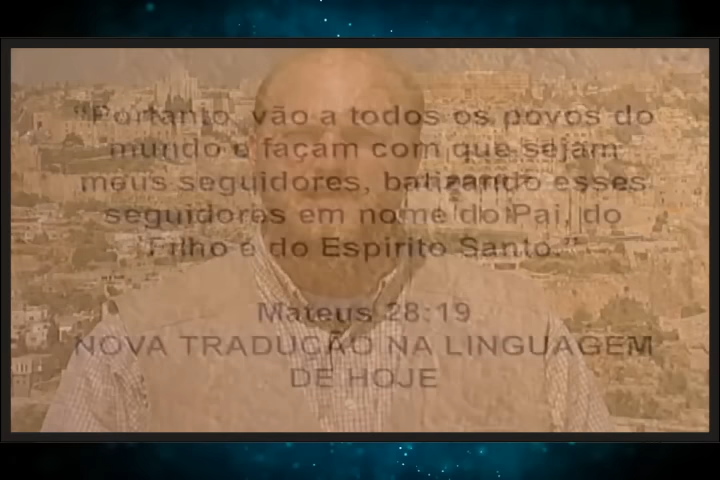 “Portanto, vão a todos os povos do
mundo e façam com que sejam
meus seguidores, batizando esses
seguidores em nome do Pai, do
Filho e do Espírito Santo.”
Mateus 28:19
NOVA TRADUÇÃO NA LINGUAGEM
DE HOJE